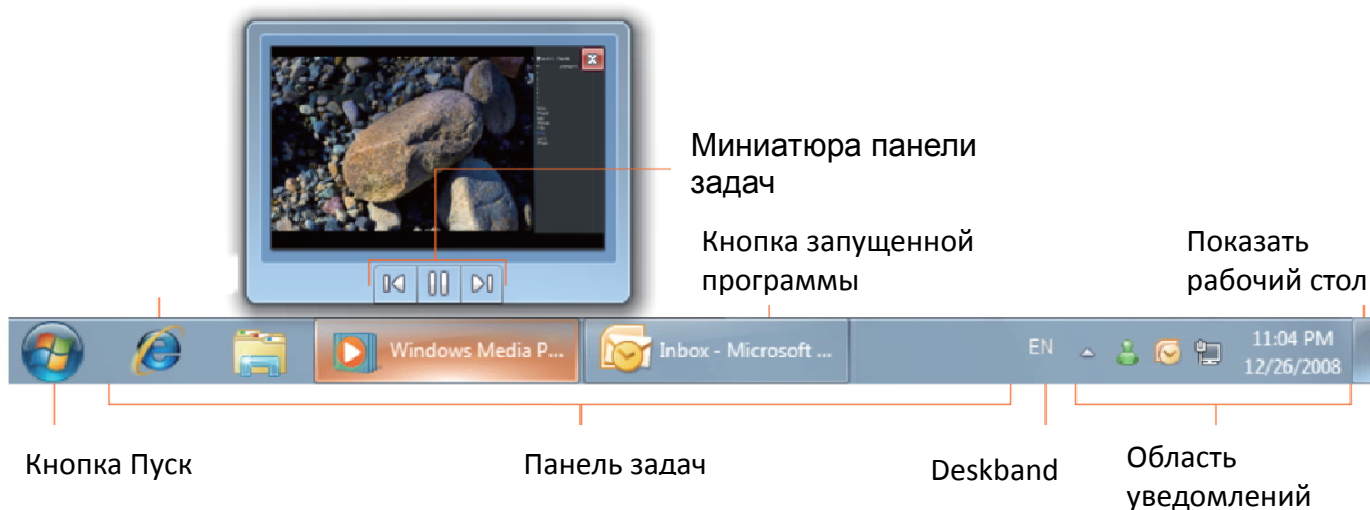 Миниатюра панели
задач
Кнопка запущенной
программы
Показать
рабочий стол
Windows Media P...
Inbox - Microsoft ...
EN
11:04 PM
12/26/2008
Кнопка Пуск
Панель задач
Deskband
Область
уведомлений